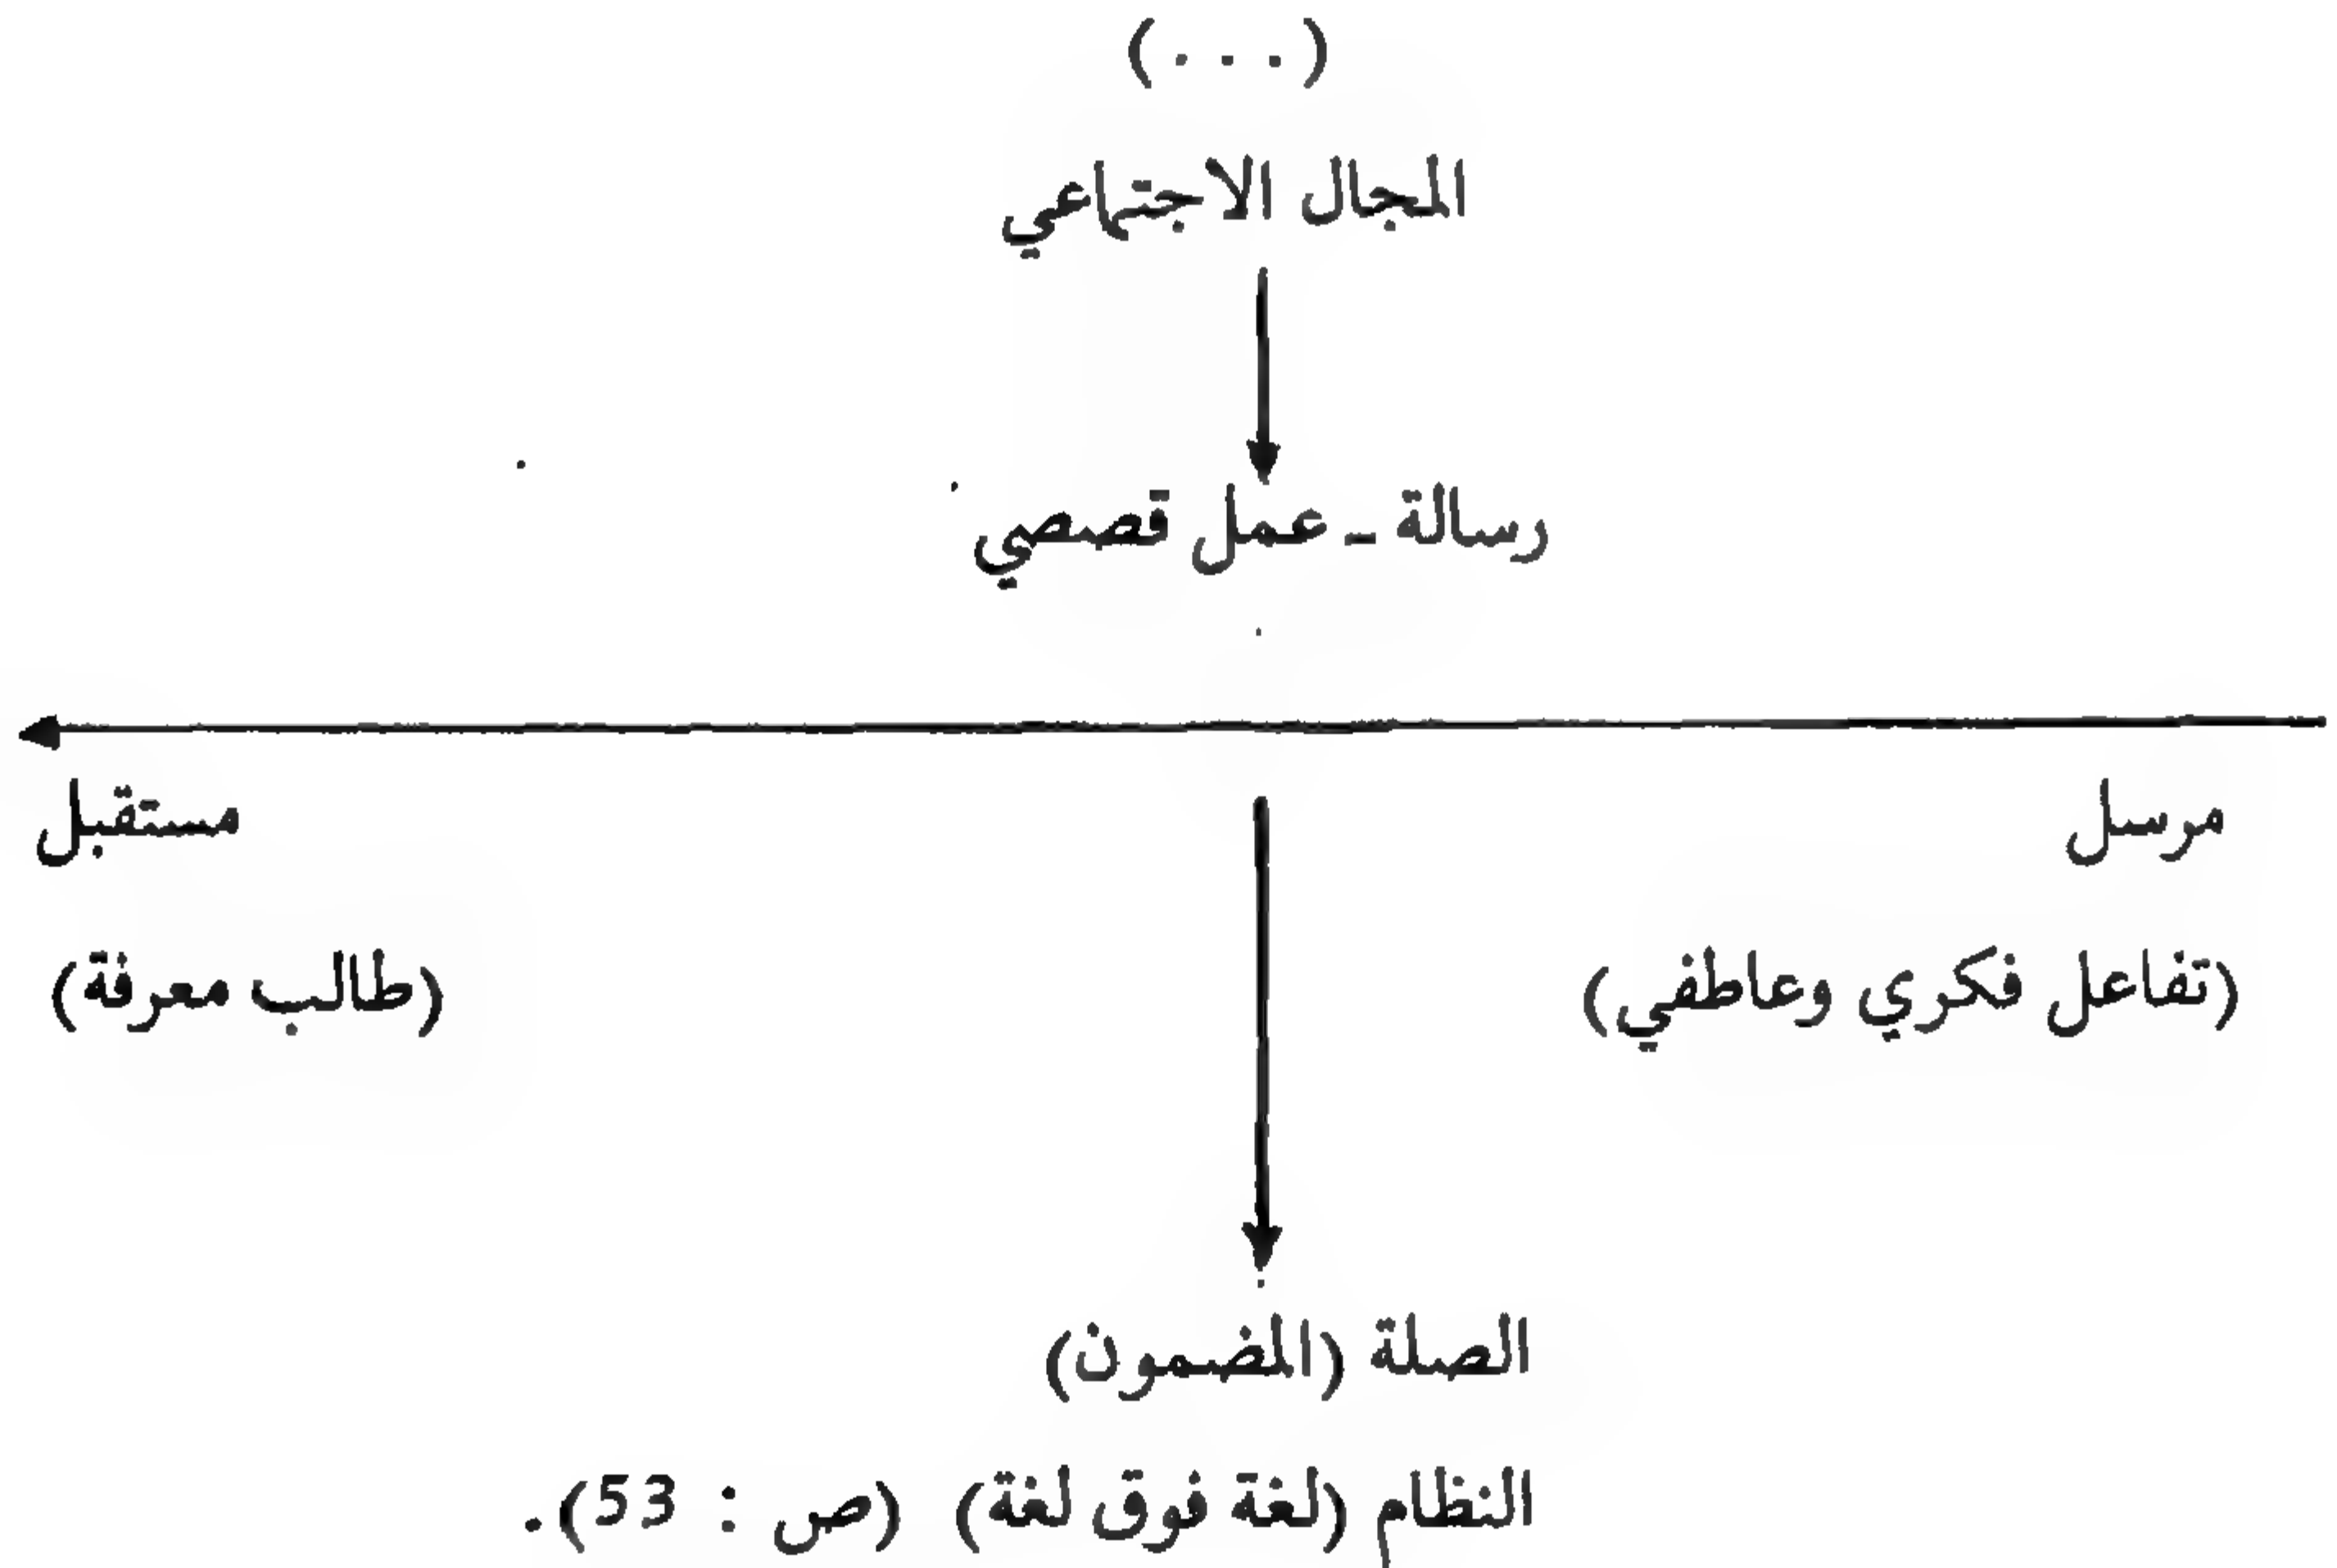 (...)
المجال الاجتماعي
رسالة - عمل قصصي
مرسل مستقبل
(تفاعل فكري وعاطفي) (طالب معرفة)
الصلة (المضمون)
النظام (لغة فوق لغة) (ص : 53).